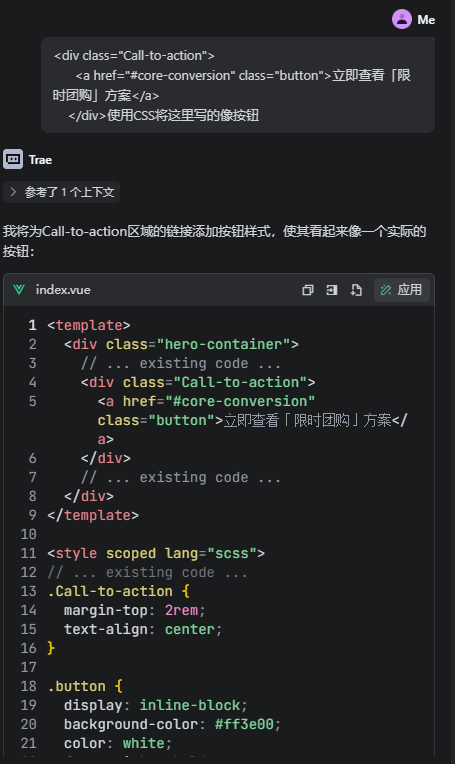 Me
<div class="Call-to-action">
<a href="#core-conversion" class="button">立即查看「限
时团购」方案</a>
</div>使用CSS将这里写的像按钮
Trae
参考了 1 个上下文
我将为Call-to-action区域的链接添加按钮样式，使其看起来像一个实际的
按钮：
index.vue 应用
1 <template>
2 <div class="hero-container">
3 // ... existing code ...
4 <div class="Call-to-action">
5 <a href="#core-conversion"
class="button">立即查看「限时团购」方案</
a>
6 </div>
7 // ... existing code ...
8 </div>
9 </template>
10
11 <style scoped lang="scss">
12 // ... existing code ...
13 .Call-to-action {
14 margin-top: 2rem;
15 text-align: center;
16 }
17
18 .button {
19 display: inline-block;
20 background-color: #ff3e00;
21 color: white;